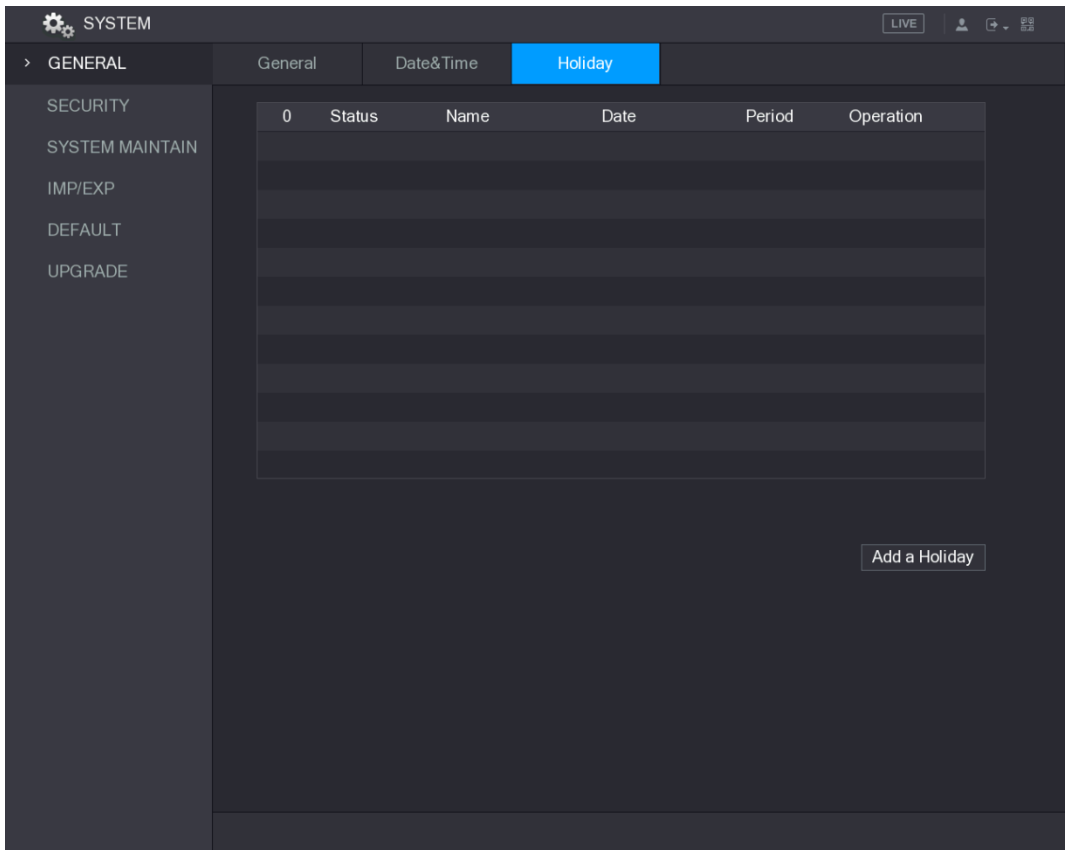 SYSTEM
LIVE
GENERAL
General
Date&Time
Holiday
SECURITY
SYSTEM MAINTAIN
IMP/EXP
DEFAULT
UPGRADE
0 Status Name Date Period Operation
Add a Holiday